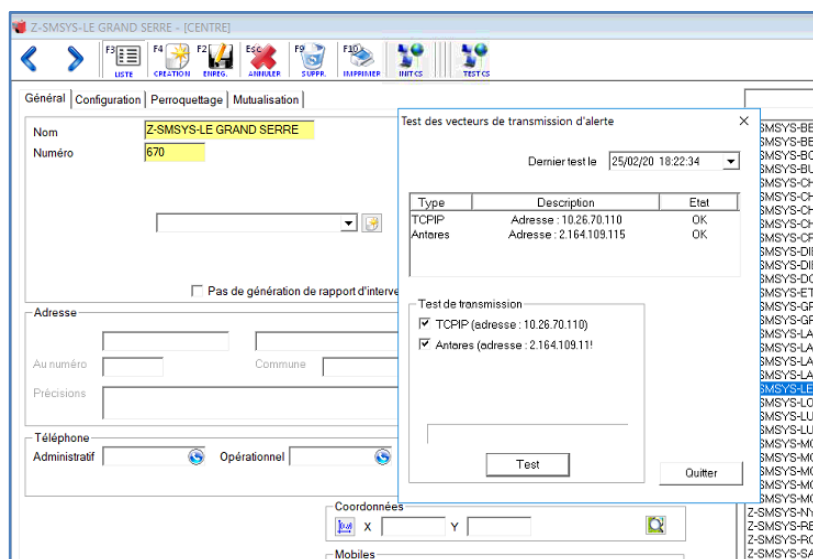 Z-SMSYS-LE GRAND SERRE - [CENTRE]
F3 F4 F2 Esc F9 F10
LISTE CREATION ENREG. ANNULER SUPPR. IMPRIMER INIT CS TEST CS
Général Configuration Perroquettage Mutualisation
Nom Z-SMSYS-LE GRAND SERRE
Numéro 670
Pas de génération de rapport d'interve
Adresse
Au numéro Commune
Précisions
Téléphone
Administratif Opérationnel
Coordonnées
X Y
Mobiles
Test des vecteurs de transmission d'alerte
Dernier test le 25/02/20 18:22:34
Type Description Etat
TCPIP Adresse : 10.26.70.110 OK
Antares Adresse : 2.164.109.115 OK
Test de transmission
TCPIP (adresse : 10.26.70.110)
Antares (adresse : 2.164.109.11!
Test
Quitter
SMSYS-BE
SMSYS-BE
SMSYS-BO
SMSYS-BU
SMSYS-CH
SMSYS-CH
SMSYS-CH
SMSYS-CH
SMSYS-CR
SMSYS-DIE
SMSYS-DIE
SMSYS-DO
SMSYS-ET
SMSYS-GR
SMSYS-GR
SMSYS-LA
SMSYS-LA
SMSYS-LA
SMSYS-LA
SMSYS-LE
SMSYS-LO
SMSYS-LU
SMSYS-LU
SMSYS-MO
SMSYS-MO
SMSYS-MO
SMSYS-MO
SMSYS-MO
Z-SMSYS-NY
Z-SMSYS-RE
Z-SMSYS-RO
Z-SMSYS-SA